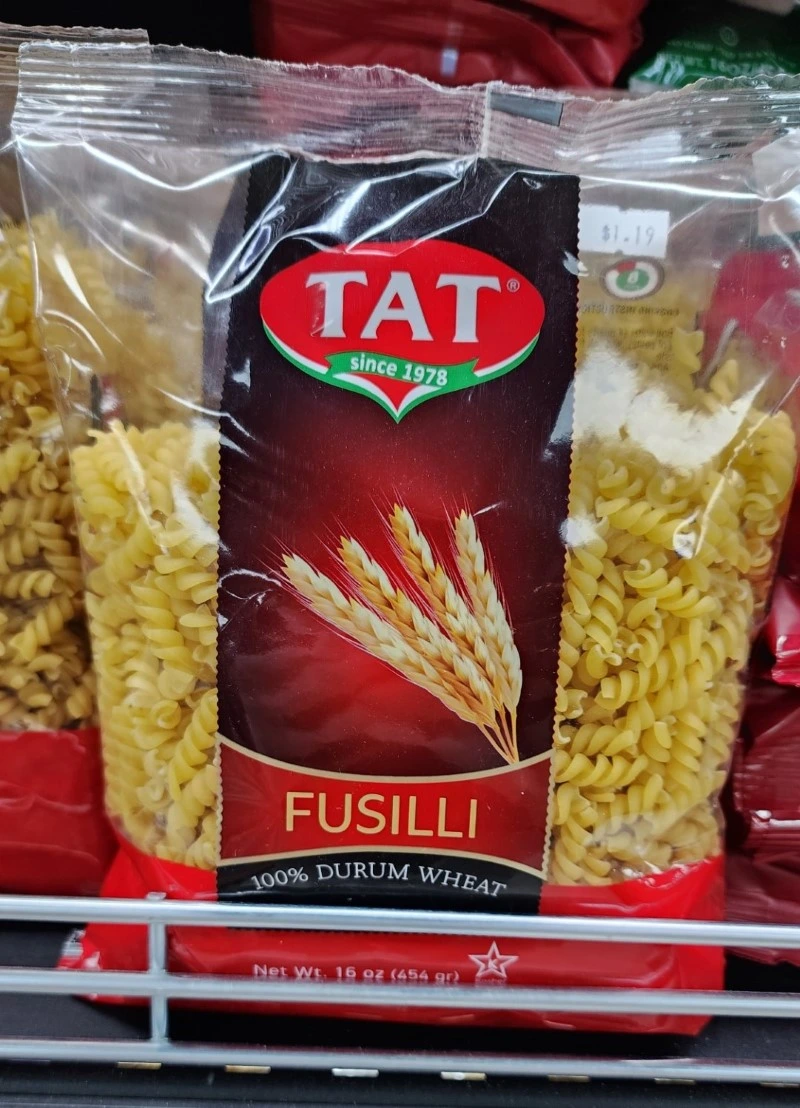 $1.19
TAT®
since 1978
FUSILLI
100% DURUM WHEAT
Net Wt. 16 oz (454 gr)
K